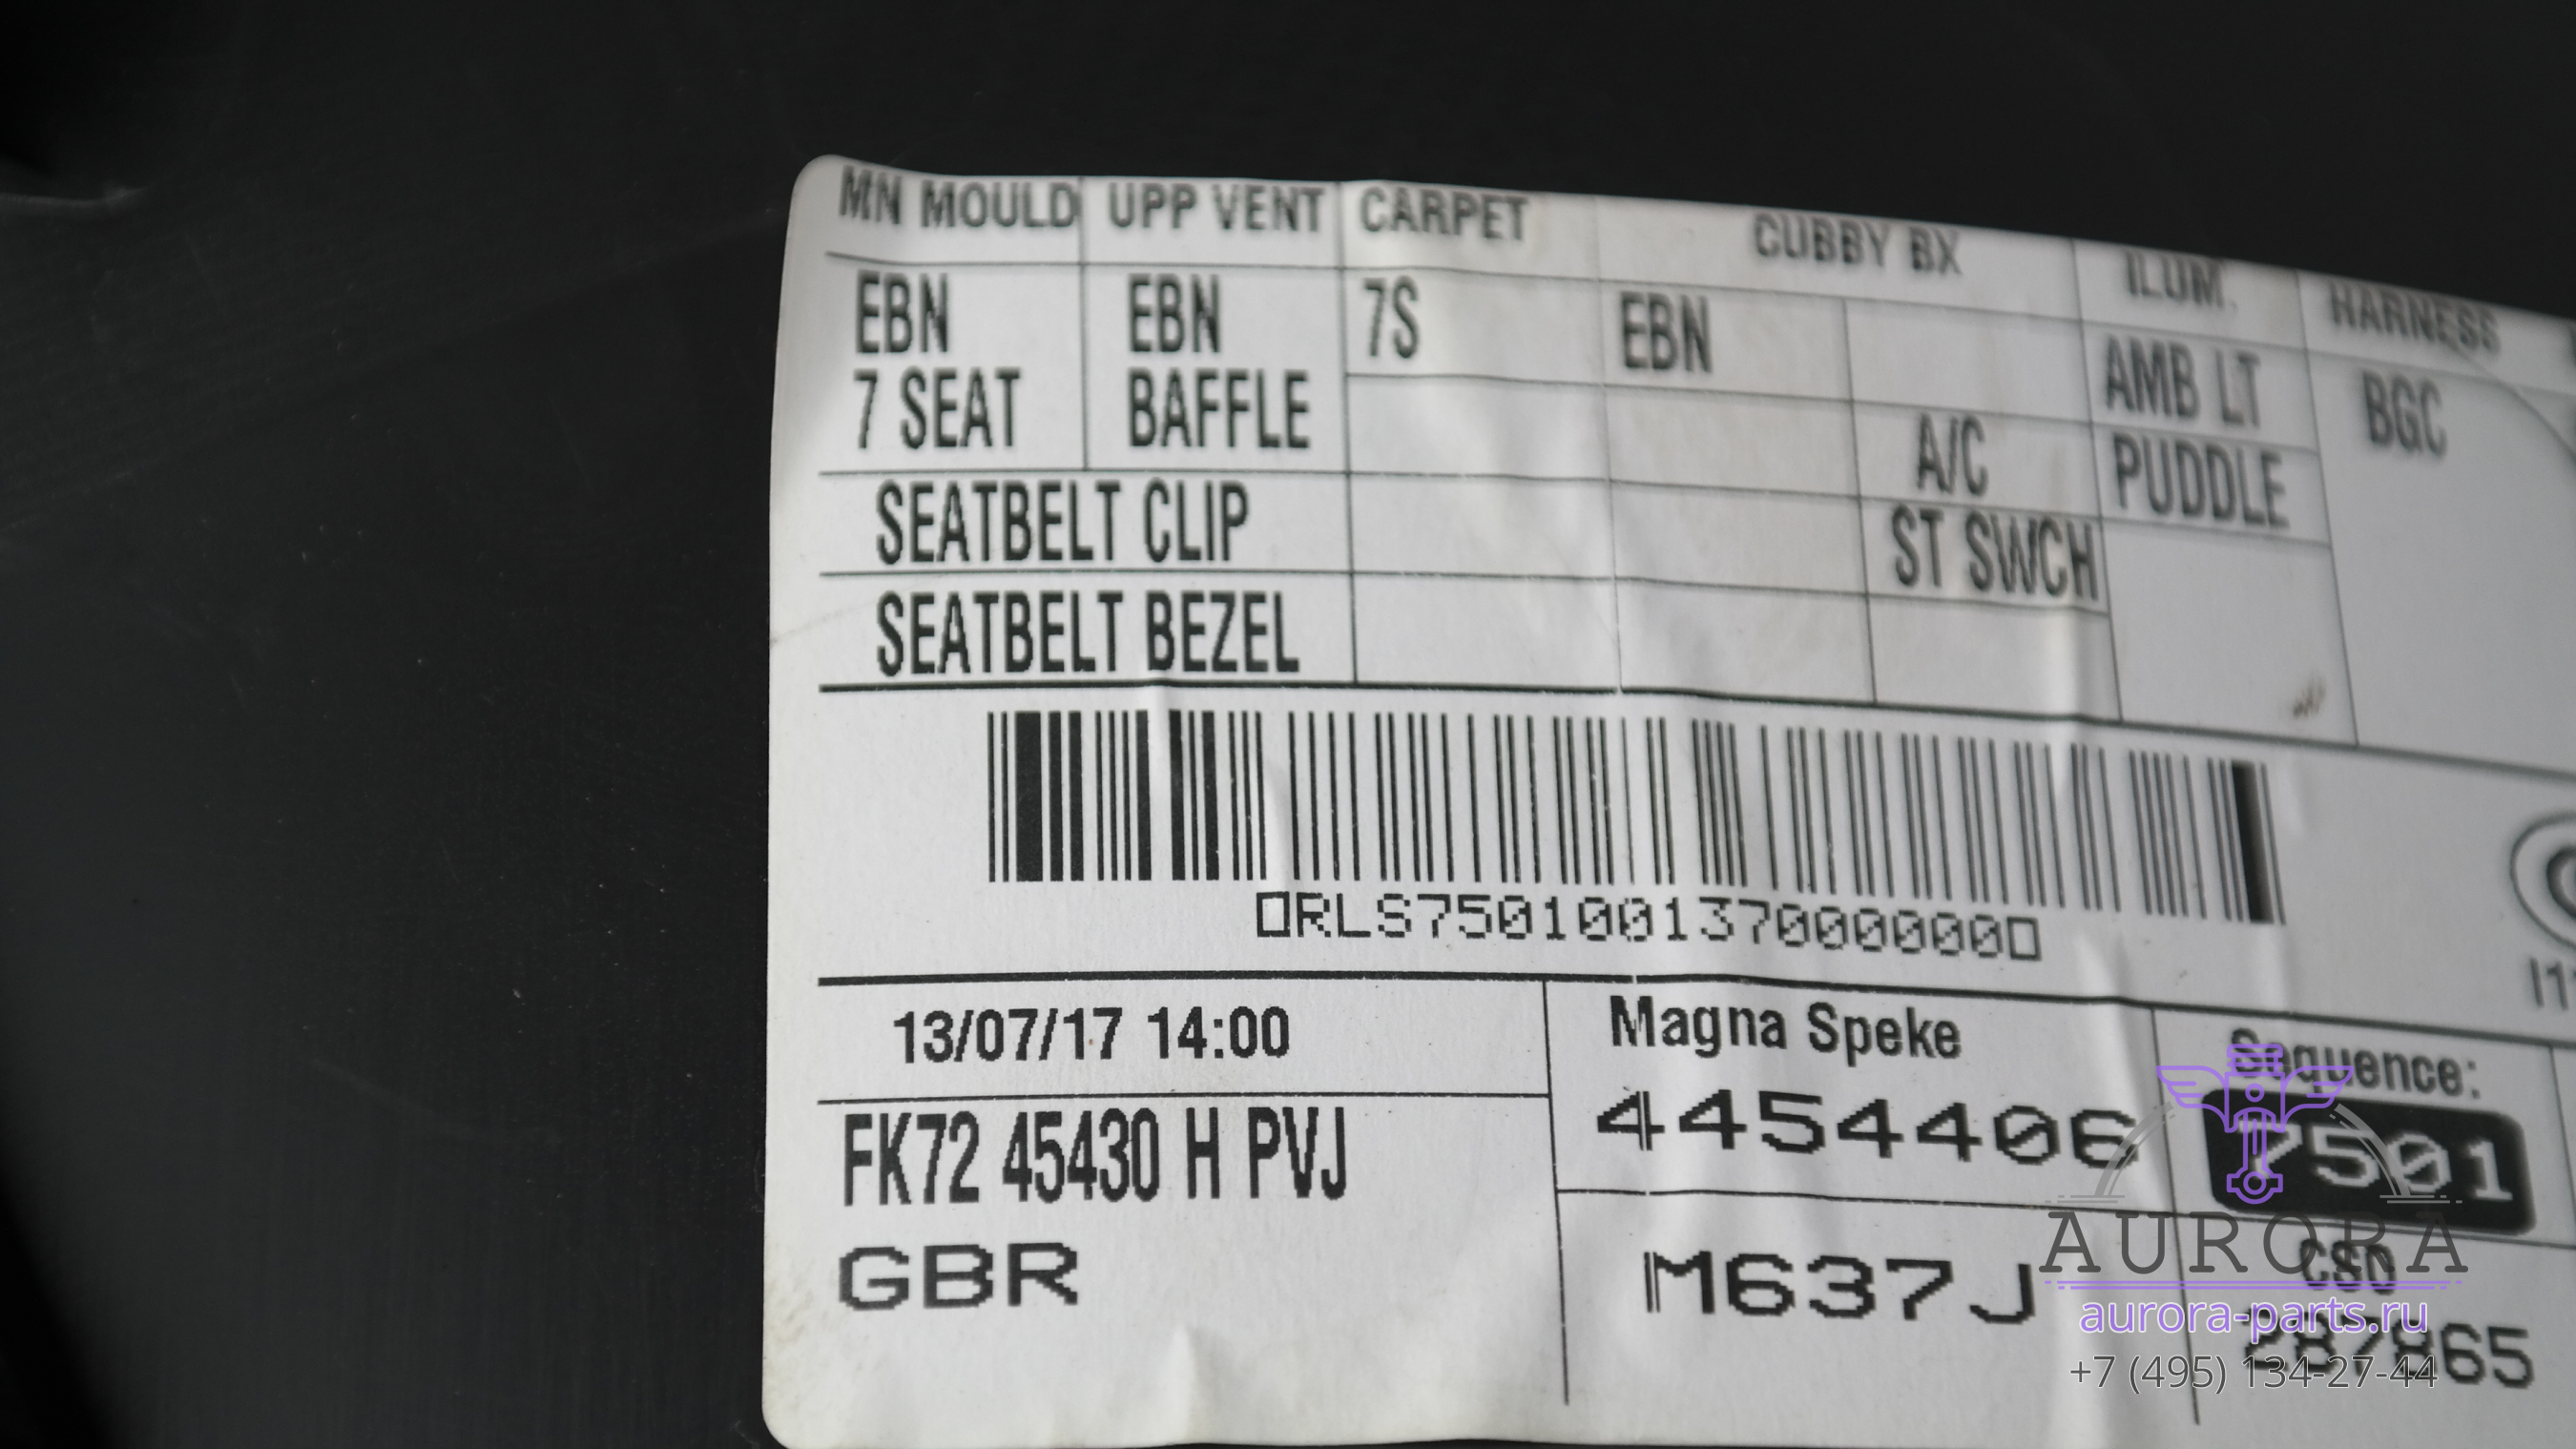 MN MOULD UPP VENT CARPET CUBBY BX ILUM. HARNESS
EBN EBN 7S EBN AMB LT BGC
7 SEAT BAFFLE A/C PUDDLE
SEATBELT CLIP ST SWCH
SEATBELT BEZEL
▯RLS750100137000000▯
13/07/17 14:00 Magna Speke Sequence:
4454406 7501
FK72 45430 H PVJ
GBR M637J CSN
AURORA
aurora-parts.ru
+7 (495) 134-27-44